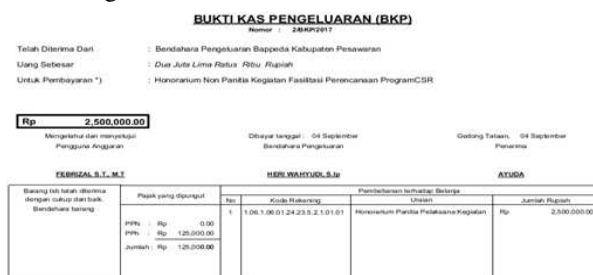 BUKTI KAS PENGELUARAN (BKP)
Nomor : 2/BKP/2017
Telah Diterima Dari : Bendahara Pengeluaran Bappeda Kabupaten Pesawaran
Uang Sebesar : Dua Juta Lima Ratus Ribu Rupiah
Untuk Pembayaran *) : Honorarium Non Panitia Kegiatan Fasilitasi Perencanaan ProgramCSR
Rp 2,500,000.00
Mengetahui dan menyetujui Dibayar tanggal : 04 September Gedong Tataan, 04 September
Pengguna Anggaran Bendahara Pengeluaran Penerima
FEBRIZAL S.T., M.T HERI WAHYUDI, S.Ip AYUDA
Barang tsb telah diterima dengan cukup dan baik. Pajak yang dipungut Pembebanan terhadap Belanja
Bendahara barang No Kode Rekening Uraian Jumlah Rupiah
1 1.06.1.06.01.24.23.5.2.1.01.01 Honorarium Panitia Pelaksana Kegiatan Rp 2,500,000.00
PPN : Rp 0.00
PPh : Rp 125,000.00
Jumlah : Rp 125,000.00